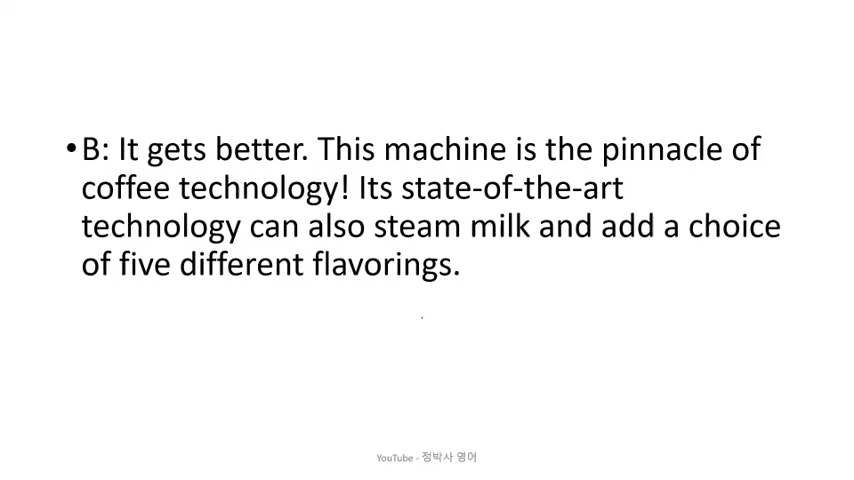 •B: It gets better. This machine is the pinnacle of
coffee technology! Its state-of-the-art
technology can also steam milk and add a choice
of five different flavorings.
YouTube - 정박사 영어